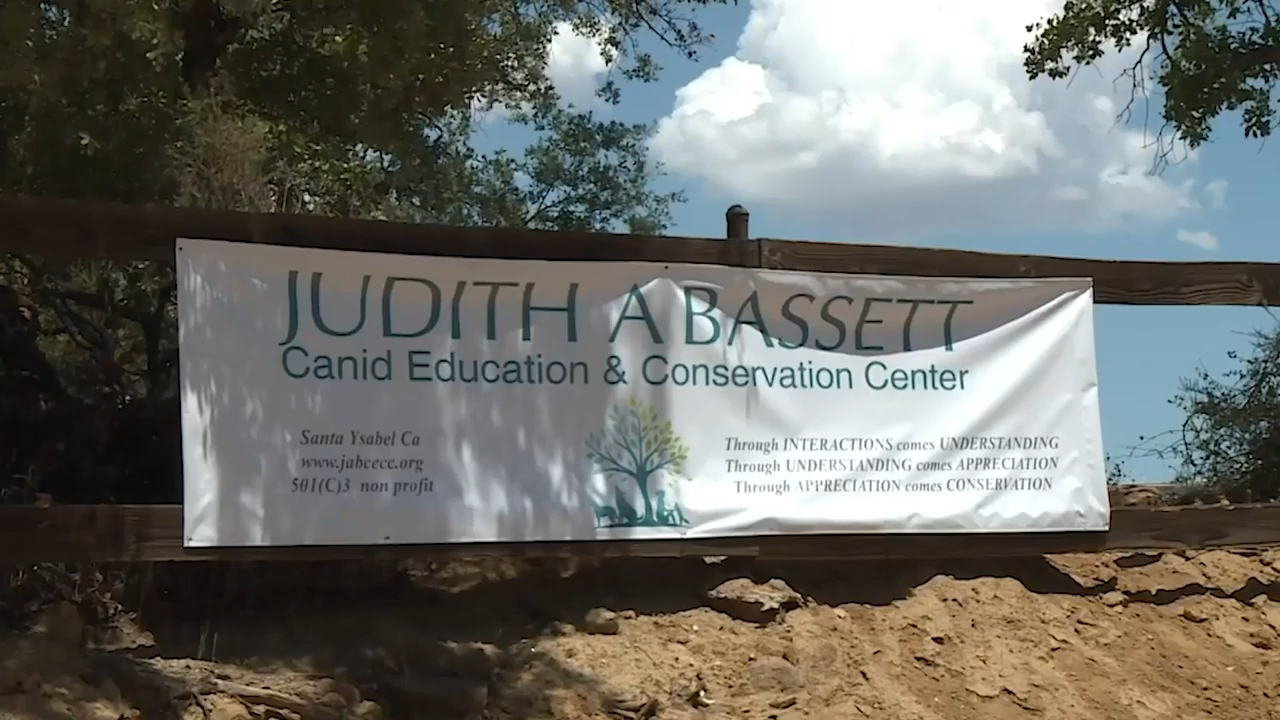 JUDITH A BASSETT
Canid Education & Conservation Center
Santa Ysabel Ca
www.jabcecc.org
501(C)3 non profit
Through INTERACTIONS comes UNDERSTANDING
Through UNDERSTANDING comes APPRECIATION
Through APPRECIATION comes CONSERVATION